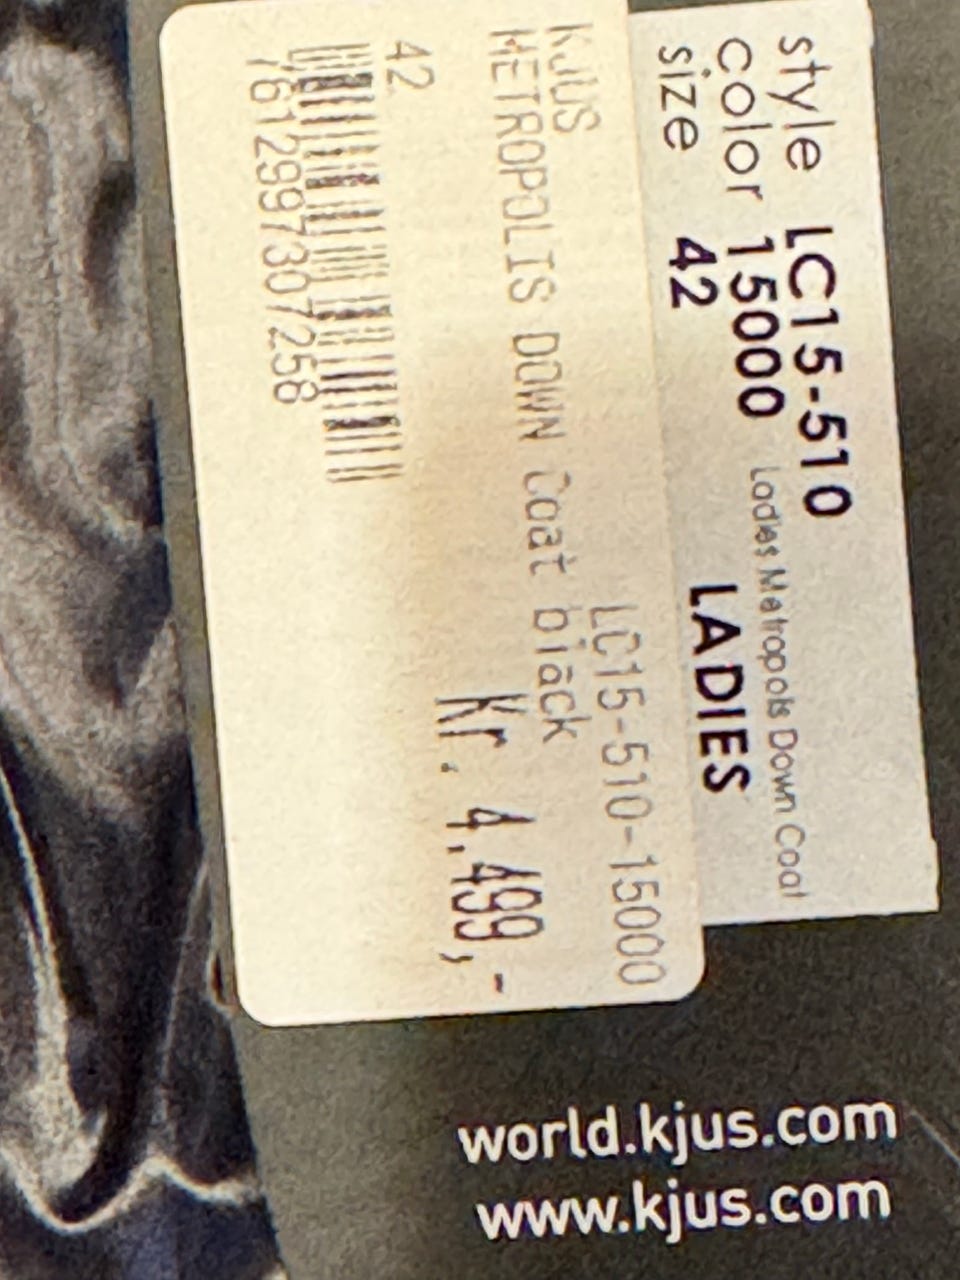 style LC15-510
color 15000 Ladies Metropolis Down Coat
size 42 LADIES
KJUS LC15-510-15000
METROPOLIS DOWN Coat black
Kr. 4,499,-
42
7612997307258
world.kjus.com
www.kjus.com